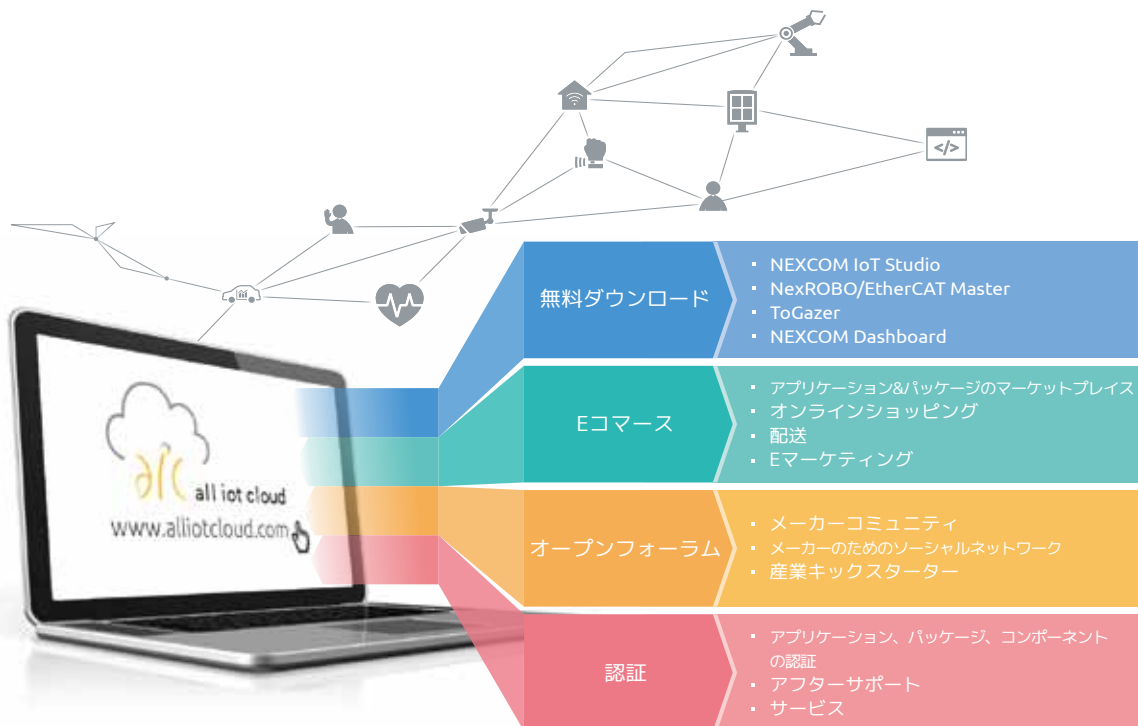 無料ダウンロード
▪ NEXCOM IoT Studio
▪ NexROBO/EtherCAT Master
▪ ToGazer
▪ NEXCOM Dashboard
Eコマース
▪ アプリケーション&パッケージのマーケットプレイス
▪ オンラインショッピング
▪ 配送
▪ Eマーケティング
オープンフォーラム
▪ メーカーコミュニティ
▪ メーカーのためのソーシャルネットワーク
▪ 産業キックスターター
認証
▪ アプリケーション、パッケージ、コンポーネント
の認証
▪ アフターサポート
▪ サービス
aic
all iot cloud
www.alliotcloud.com
</>